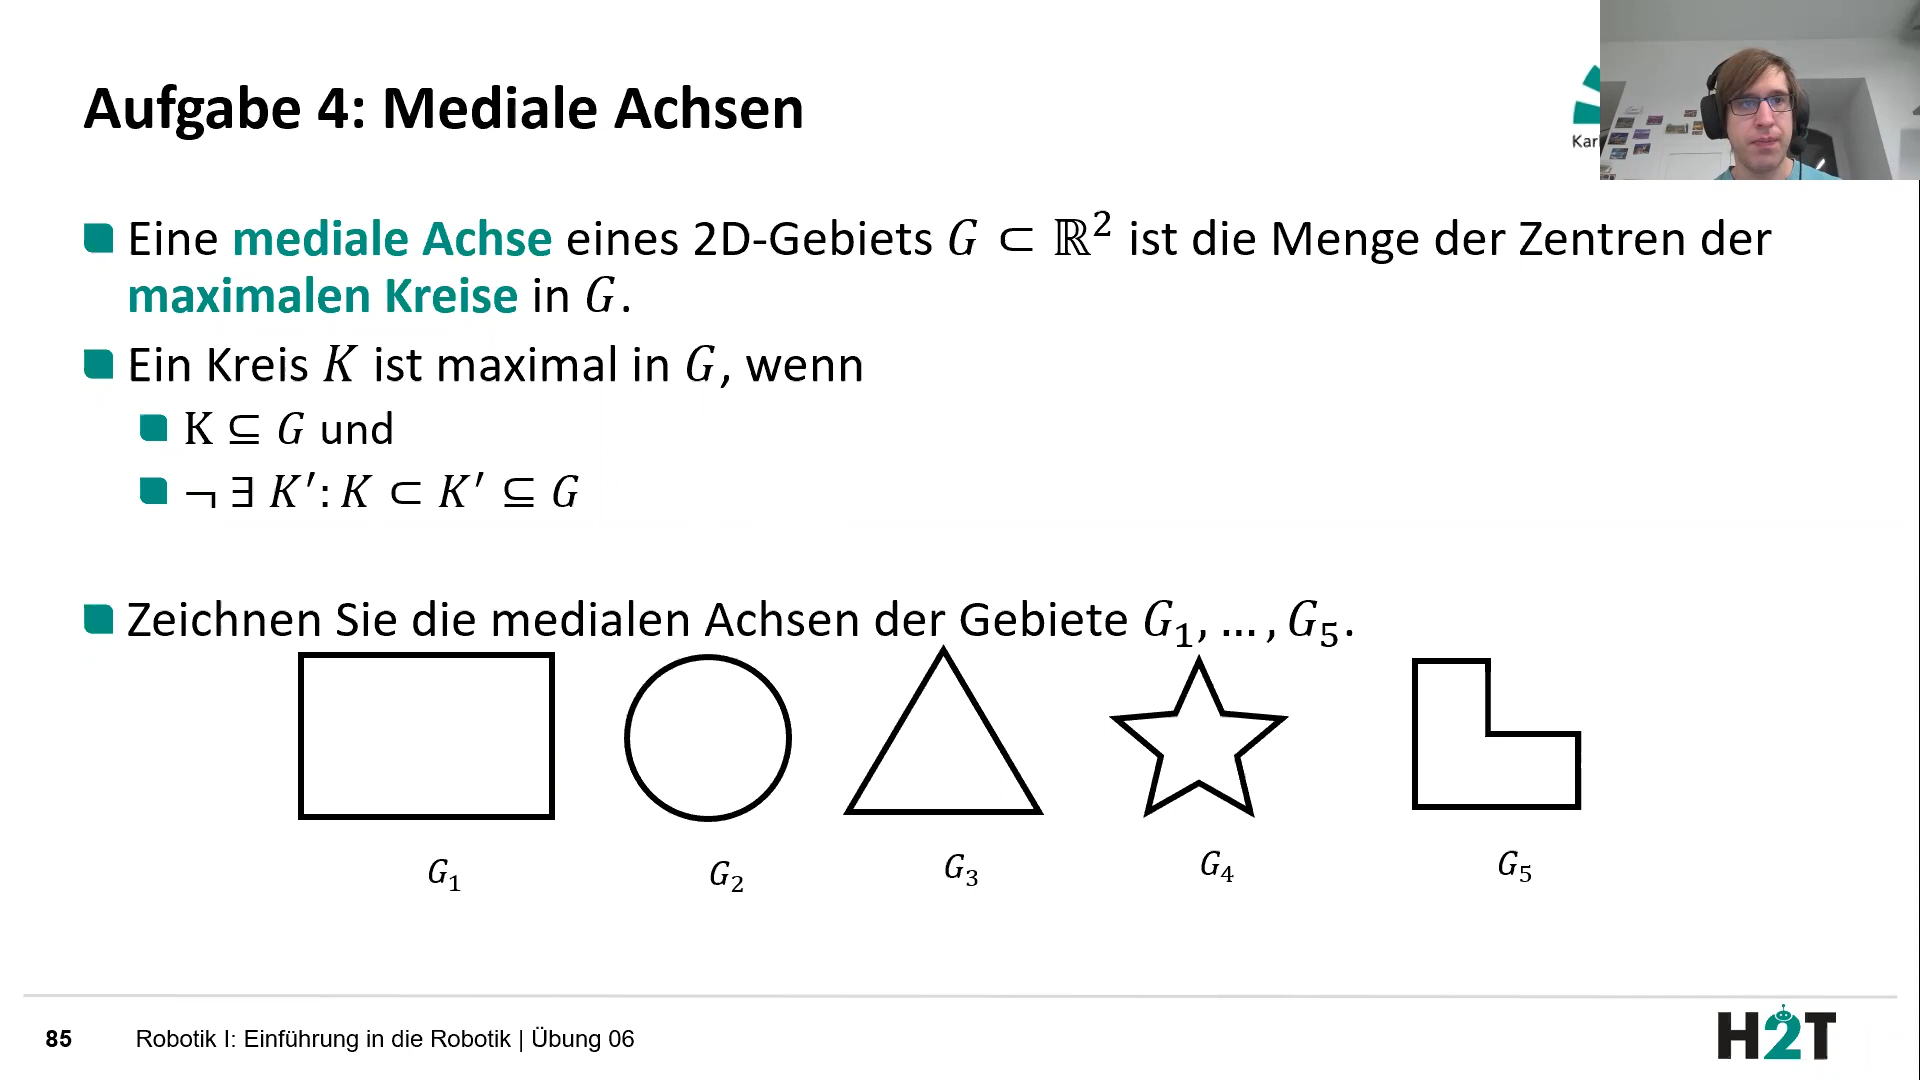 Aufgabe 4: Mediale Achsen
Kar
Eine mediale Achse eines 2D-Gebiets G ⊂ ℝ² ist die Menge der Zentren der
maximalen Kreise in G.
Ein Kreis K ist maximal in G, wenn
K ⊆ G und
¬ ∃ K′: K ⊂ K′ ⊆ G
Zeichnen Sie die medialen Achsen der Gebiete G₁, … , G₅.
G₁ G₂ G₃ G₄ G₅
85 Robotik I: Einführung in die Robotik | Übung 06
H2T